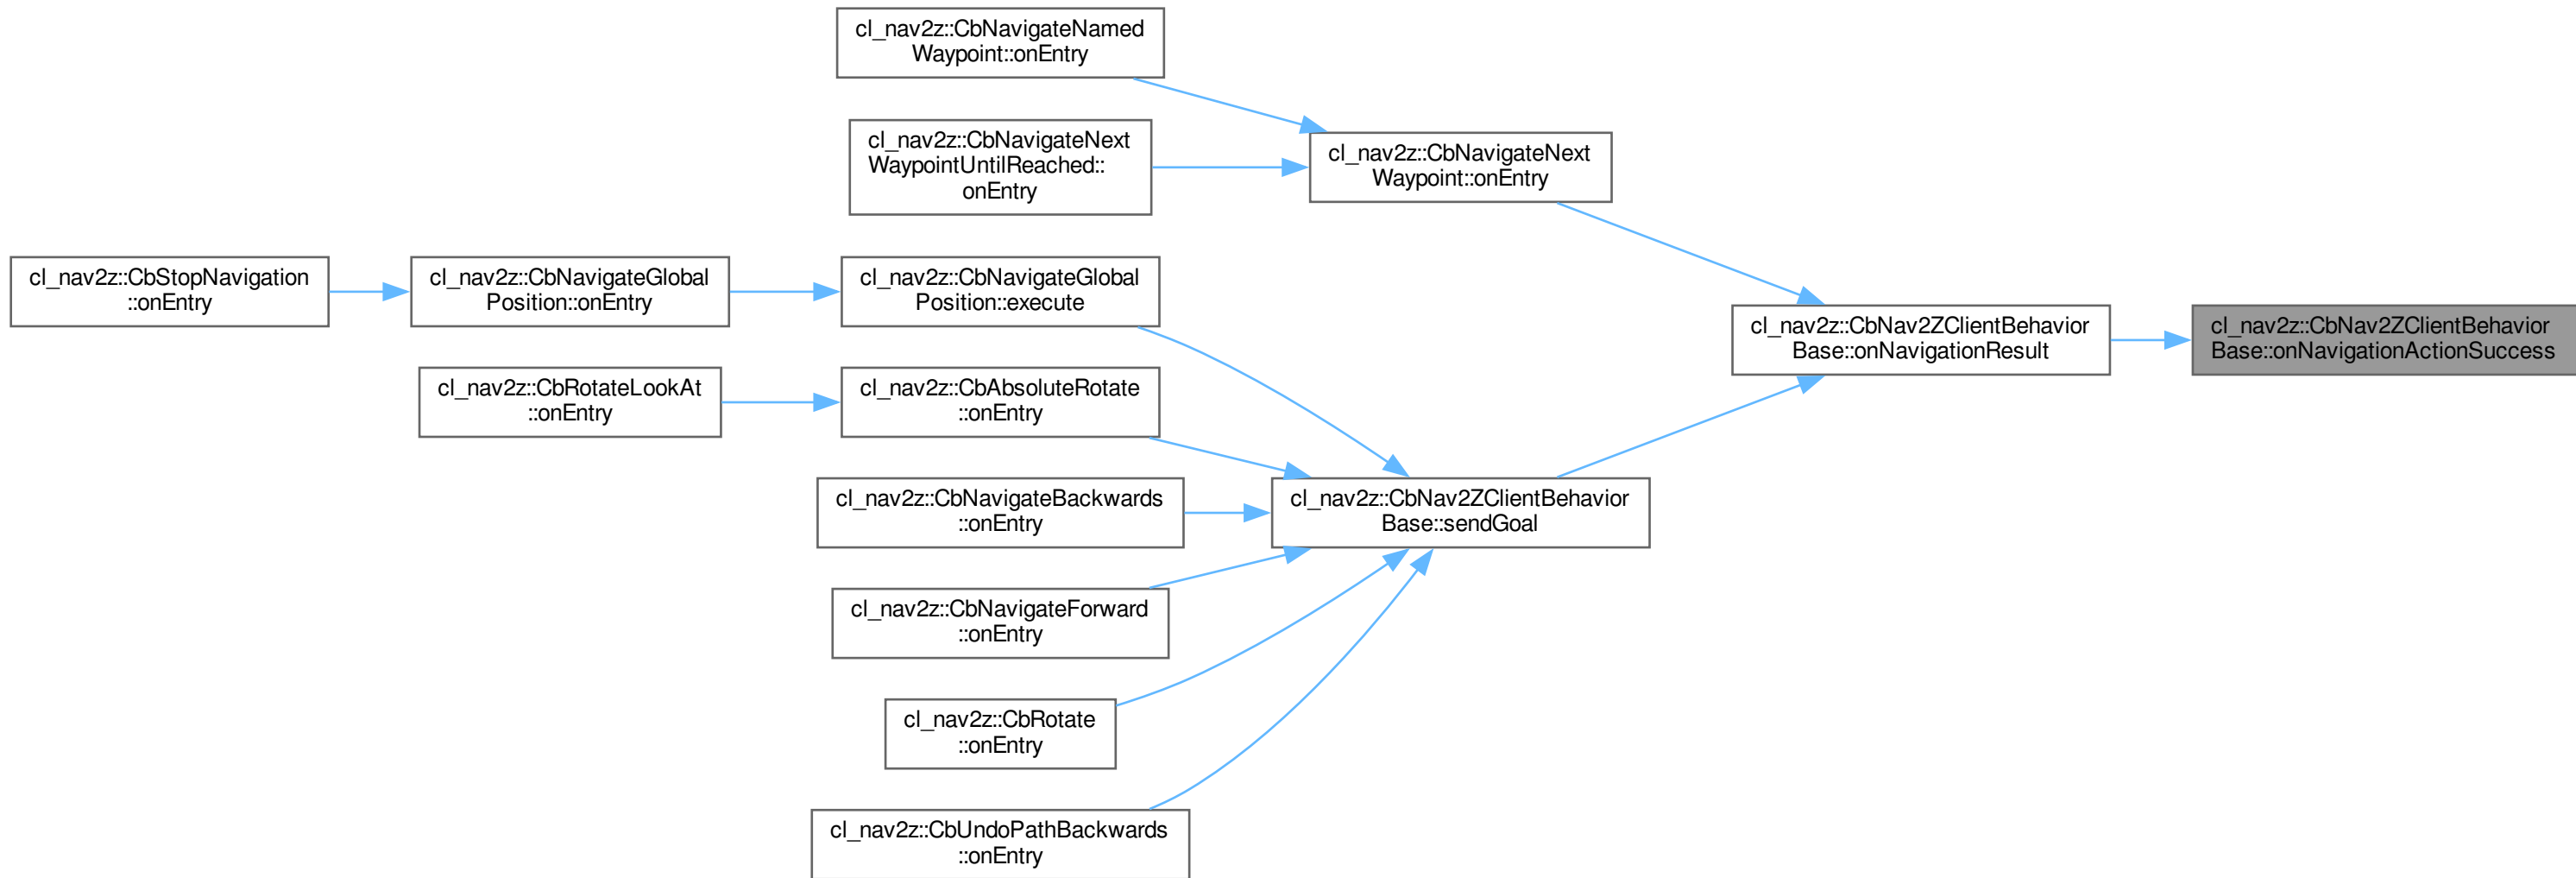 cl_nav2z::CbNavigateNamed
Waypoint::onEntry
cl_nav2z::CbNavigateNext
WaypointUntilReached::
onEntry
cl_nav2z::CbNavigateNext
Waypoint::onEntry
cl_nav2z::CbStopNavigation
::onEntry
cl_nav2z::CbNavigateGlobal
Position::onEntry
cl_nav2z::CbNavigateGlobal
Position::execute
cl_nav2z::CbNav2ZClientBehavior
Base::onNavigationResult
cl_nav2z::CbNav2ZClientBehavior
Base::onNavigationActionSuccess
cl_nav2z::CbRotateLookAt
::onEntry
cl_nav2z::CbAbsoluteRotate
::onEntry
cl_nav2z::CbNavigateBackwards
::onEntry
cl_nav2z::CbNav2ZClientBehavior
Base::sendGoal
cl_nav2z::CbNavigateForward
::onEntry
cl_nav2z::CbRotate
::onEntry
cl_nav2z::CbUndoPathBackwards
::onEntry